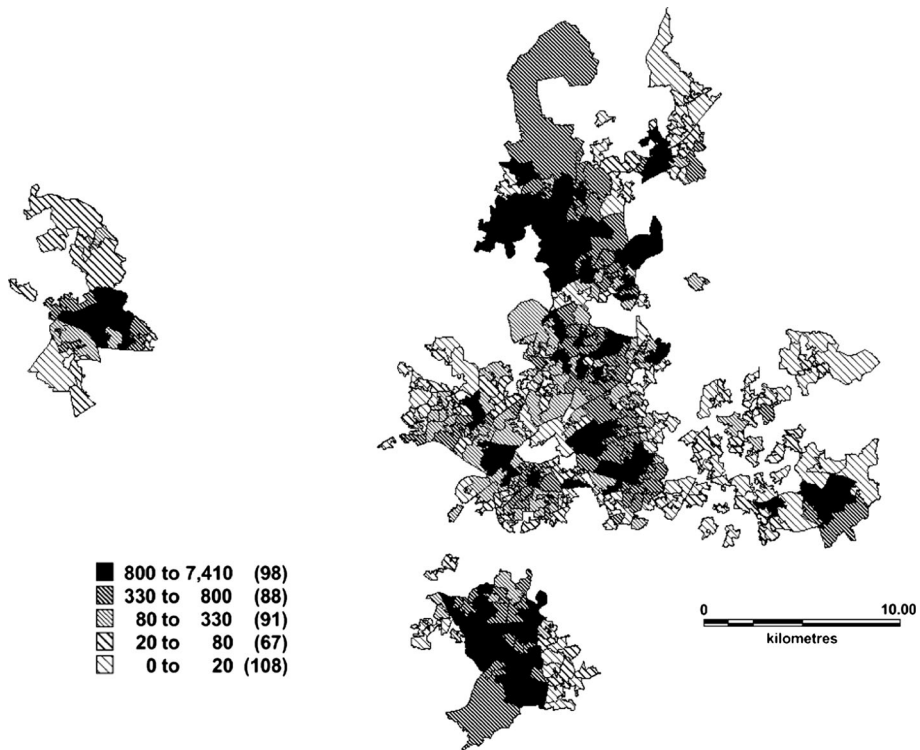 800 to 7,410 (98)
330 to 800 (88)
80 to 330 (91)
20 to 80 (67)
0 to 20 (108)
0 10.00
kilometres